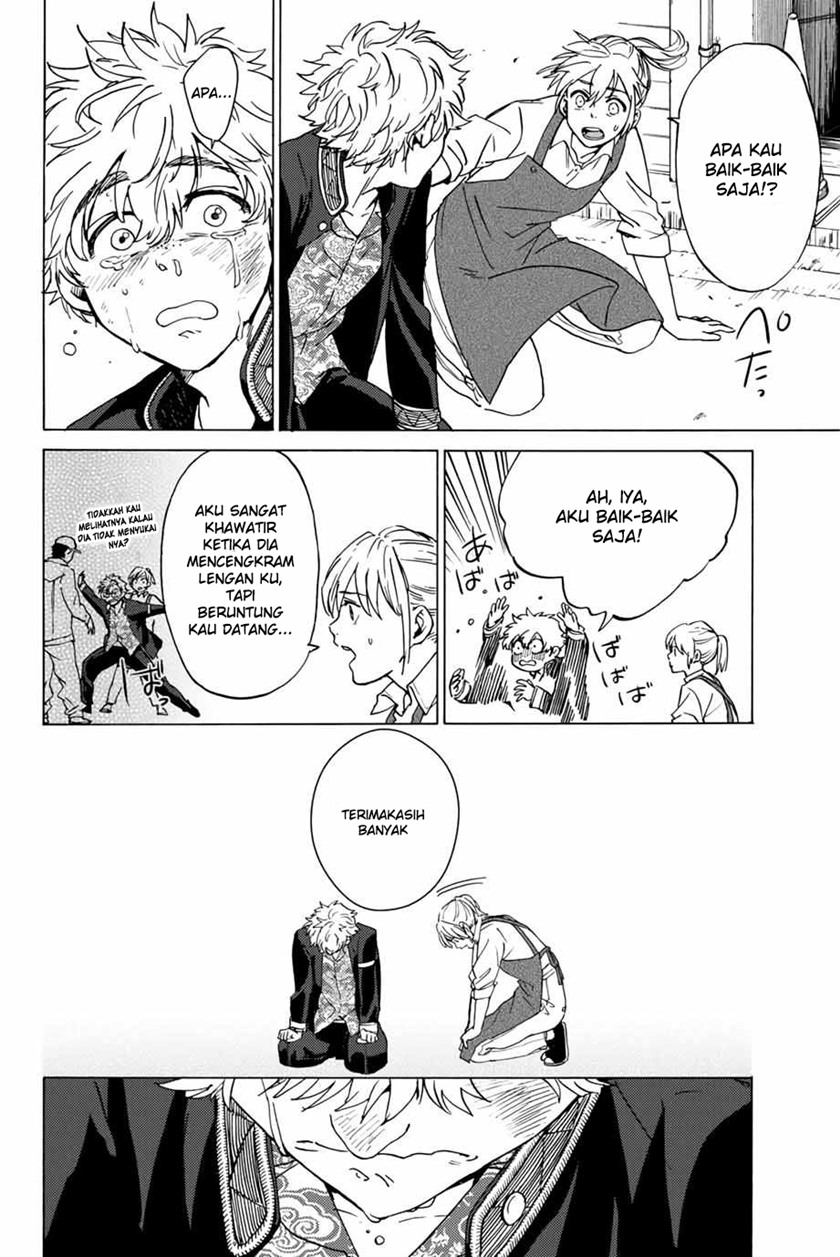 APA KAU
BAIK-BAIK
SAJA!?
ぺたっ
APA...
AH, IYA,
AKU BAIK-BAIK
SAJA!
あばば
ばばば
AKU SANGAT
KHAWATIR
KETIKA DIA
MENCENGKRAM
LENGAN KU,
TAPI
BERUNTUNG
KAU DATANG...
TIDAKKAH KAU
MELIHATNYA KALAU
DIA TIDAK MENYUKAI
NYA?
TERIMAKASIH
BANYAK